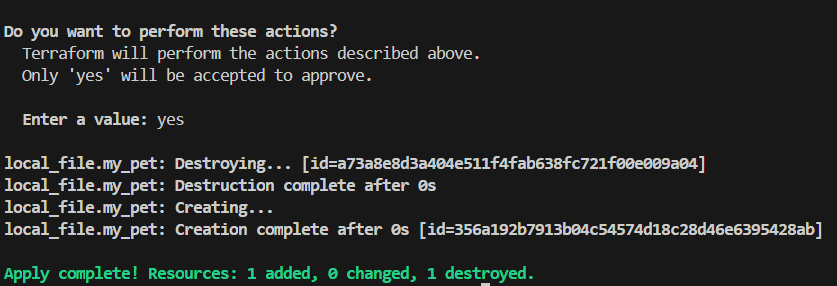 Do you want to perform these actions?
Terraform will perform the actions described above.
Only 'yes' will be accepted to approve.
Enter a value: yes
local_file.my_pet: Destroying... [id=a73a8e8d3a404e511f4fab638fc721f00e009a04]
local_file.my_pet: Destruction complete after 0s
local_file.my_pet: Creating...
local_file.my_pet: Creation complete after 0s [id=356a192b7913b04c54574d18c28d46e6395428ab]
Apply complete! Resources: 1 added, 0 changed, 1 destroyed.